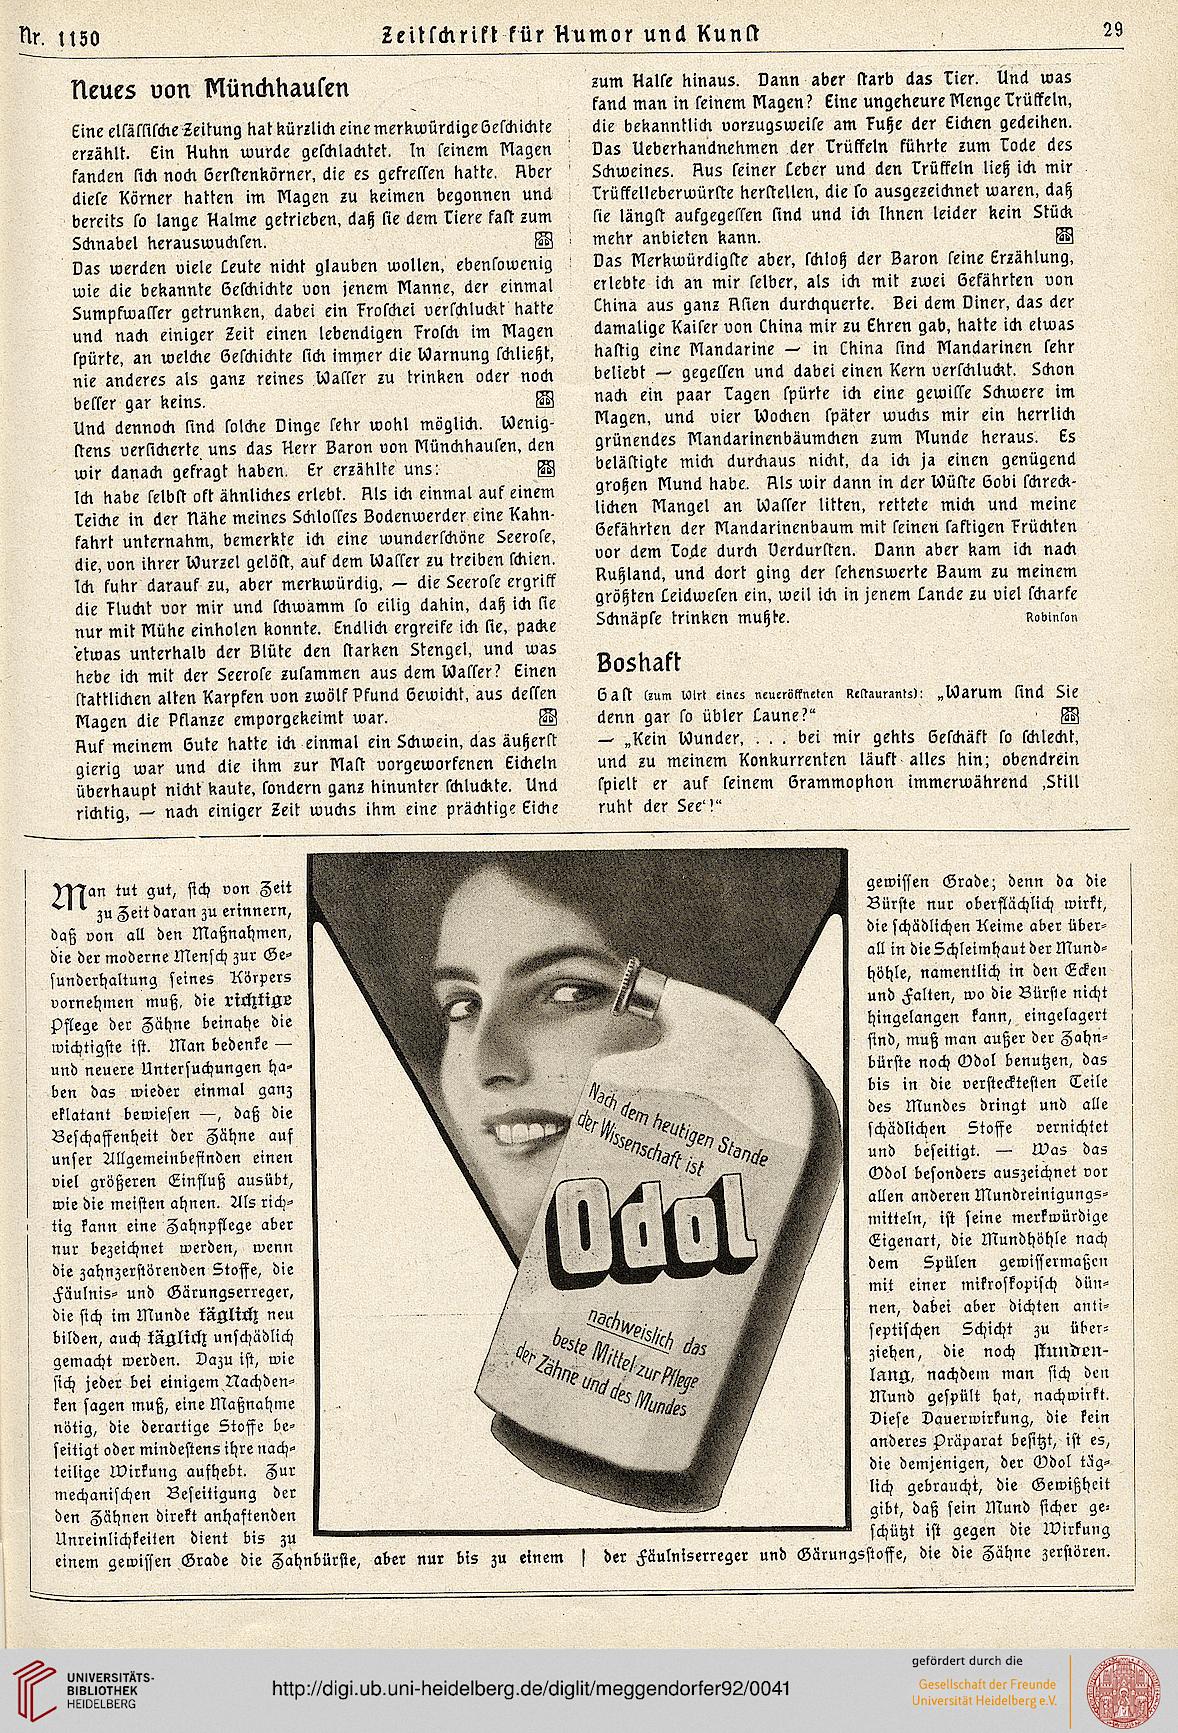 Nr. 1150
Zeitschrift für Humor und Kunst
29
Neues von Münchhausen
Eine elsässische Zeitung hat kürzlich eine merkwürdige Geschichte
erzählt. Ein Huhn wurde geschlachtet. In seinem Magen
fanden sich noch Gerstenkörner, die es gefressen hatte. Aber
diese Körner hatten im Magen zu keimen begonnen und
bereits so lange Halme getrieben, daß sie dem Tiere fast zum
Schnabel herauswuchsen.
Das werden viele Leute nicht glauben wollen, ebensowenig
wie die bekannte Geschichte von jenem Manne, der einmal
Sumpfwasser getrunken, dabei ein Froschei verschluckt hatte
und nach einiger Zeit einen lebendigen Frosch im Magen
spürte, an welche Geschichte sich immer die Warnung schließt,
nie anderes als ganz reines Wasser zu trinken oder noch
besser gar keins.
Und dennoch sind solche Dinge sehr wohl möglich. Wenig-
stens versicherte uns das Herr Baron von Münchhausen, den
wir danach gefragt haben. Er erzählte uns:
Ich habe selbst oft ähnliches erlebt. Als ich einmal auf einem
Teiche in der Nähe meines Schlosses Bodenwerder eine Kahn-
fahrt unternahm, bemerkte ich eine wunderschöne Seerose,
die, von ihrer Wurzel gelöst, auf dem Wasser zu treiben schien.
Ich fuhr darauf zu, aber merkwürdig, — die Seerose ergriff
die Flucht vor mir und schwamm so eilig dahin, daß ich sie
nur mit Mühe einholen konnte. Endlich ergreife ich sie, packe
etwas unterhalb der Blüte den starken Stengel, und was
hebe ich mit der Seerose zusammen aus dem Wasser? Einen
stattlichen alten Karpfen von zwölf Pfund Gewicht, aus dessen
Magen die Pflanze emporgekeimt war.
Auf meinem Gute hatte ich einmal ein Schwein, das äußerst
gierig war und die ihm zur Mast vorgeworfenen Eicheln
überhaupt nicht kaute, sondern ganz hinunter schluckte. Und
richtig, — nach einiger Zeit wuchs ihm eine prächtige Eiche
zum Halse hinaus. Dann aber starb das Tier. Und was
fand man in seinem Magen? Eine ungeheure Menge Trüffeln,
die bekanntlich vorzugsweise am Fuße der Eichen gedeihen.
Das Ueberhandnehmen der Trüffeln führte zum Tode des
Schweines. Aus seiner Leber und den Trüffeln ließ ich mir
Trüffelleberwürste herstellen, die so ausgezeichnet waren, daß
sie längst aufgegessen sind und ich Ihnen leider kein Stück
mehr anbieten kann.
Das Merkwürdigste aber, schloß der Baron seine Erzählung,
erlebte ich an mir selber, als ich mit zwei Gefährten von
China aus ganz Asien durchquerte. Bei dem Diner, das der
damalige Kaiser von China mir zu Ehren gab, hatte ich etwas
hastig eine Mandarine — in China sind Mandarinen sehr
beliebt — gegessen und dabei einen Kern verschluckt. Schon
nach ein paar Tagen spürte ich eine gewisse Schwere im
Magen, und vier Wochen später wuchs mir ein herrlich
grünendes Mandarinenbäumchen zum Munde heraus. Es
belästigte mich durchaus nicht, da ich ja einen genügend
großen Mund habe. Als wir dann in der Wüste Gobi schreck-
lichen Mangel an Wasser litten, rettete mich und meine
Gefährten der Mandarinenbaum mit seinen saftigen Früchten
vor dem Tode durch Verdursten. Dann aber kam ich nach
Rußland, und dort ging der sehenswerte Baum zu meinem
größten Leidwesen ein, weil ich in jenem Lande zu viel scharfe
Schnäpse trinken mußte. Robinson
Boshaft
Gast (zum Wirt eines neueröffneten Restaurants): „Warum sind Sie
denn gar so übler Laune?“
— „Kein Wunder, . . . bei mir gehts Geschäft so schlecht,
und zu meinem Konkurrenten läuft alles hin; obendrein
spielt er auf seinem Grammophon immerwährend ‚Still
ruht der See‘!“
Man tut gut, sich von Zeit
zu Zeit daran zu erinnern,
daß von all den Maßnahmen,
die der moderne Mensch zur Ge-
sunderhaltung seines Körpers
vornehmen muß, die richtige
Pflege der Zähne beinahe die
wichtigste ist. Man bedenke —
und neuere Untersuchungen ha-
ben das wieder einmal ganz
eklatant bewiesen —, daß die
Beschaffenheit der Zähne auf
unser Allgemeinbefinden einen
viel größeren Einfluß ausübt,
wie die meisten ahnen. Als rich-
tig kann eine Zahnpflege aber
nur bezeichnet werden, wenn
die zahnzerstörenden Stoffe, die
Fäulnis- und Gärungserreger,
die sich im Munde täglich neu
bilden, auch täglich unschädlich
gemacht werden. Dazu ist, wie
sich jeder bei einigem Nachden-
ken sagen muß, eine Maßnahme
nötig, die derartige Stoffe be-
seitigt oder mindestens ihre nach-
teilige Wirkung aufhebt. Zur
mechanischen Beseitigung der
den Zähnen direkt anhaftenden
Unreinlichkeiten dient bis zu
einem gewissen Grade die Zahnbürste, aber nur bis zu einem
Nach dem heutigen Stande
der Wissenschaft ist
Odol
nachweislich das
beste Mittel zur Pflege
der Zähne und des Mundes
gewissen Grade; denn da die
Bürste nur oberflächlich wirkt,
die schädlichen Keime aber über-
all in die Schleimhaut der Mund-
höhle, namentlich in den Ecken
und Falten, wo die Bürste nicht
hingelangen kann, eingelagert
sind, muß man außer der Zahn-
bürste noch Odol benutzen, das
bis in die verstecktesten Teile
des Mundes dringt und alle
schädlichen Stoffe vernichtet
und beseitigt. — Was das
Odol besonders auszeichnet vor
allen anderen Mundreinigungs-
mitteln, ist seine merkwürdige
Eigenart, die Mundhöhle nach
dem Spülen gewissermaßen
mit einer mikroskopisch dün-
nen, dabei aber dichten anti-
septischen Schicht zu über-
ziehen, die noch stunden-
lang, nachdem man sich den
Mund gespült hat, nachwirkt.
Diese Dauerwirkung, die kein
anderes Präparat besitzt, ist es,
die demjenigen, der Odol täg-
lich gebraucht, die Gewißheit
gibt, daß sein Mund sicher ge-
schützt ist gegen die Wirkung
der Fäulniserreger und Gärungsstoffe, die die Zähne zerstören.
UNIVERSITÄTS-
BIBLIOTHEK
HEIDELBERG
http://digi.ub.uni-heidelberg.de/diglit/meggendorfer92/0041
gefördert durch die
Gesellschaft der Freunde
Universität Heidelberg e.V.